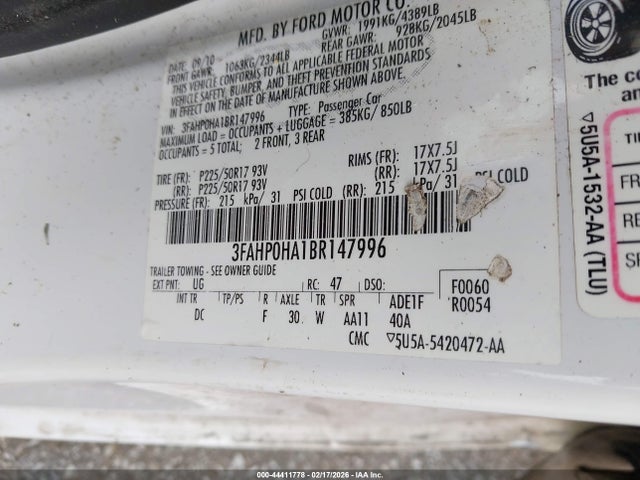 MFD. BY FORD MOTOR CO.
DATE: 09/10
GVWR: 1991KG/4389LB
FRONT GAWR: 1063KG/2344LB
REAR GAWR: 928KG/2045LB
THIS VEHICLE CONFORMS TO ALL APPLICABLE FEDERAL MOTOR
VEHICLE SAFETY, BUMPER, AND THEFT PREVENTION STANDARDS
IN EFFECT ON THE DATE OF MANUFACTURE SHOWN ABOVE.
VIN: 3FAHP0HA1BR147996 TYPE: Passenger Car
MAXIMUM LOAD = OCCUPANTS + LUGGAGE = 385KG/850LB
OCCUPANTS = 5 TOTAL; 2 FRONT, 3 REAR
TIRE (FR): P225/50R17 93V RIMS (FR): 17X7.5J
(RR): P225/50R17 93V (RR): 17X7.5J
PRESSURE (FR): 215 kPa/ 31 PSI COLD (RR): 215 kPa/ 31 PSI COLD
3FAHP0HA1BR147996
TRAILER TOWING - SEE OWNER GUIDE
EXT PNT: UG RC: 47 DSO: F0060
INT TR TP/PS R AXLE TR SPR ADE1F R0054
DC F 30 W AA11 40A
CMC ▽5U5A-5420472-AA
The co
an
TI
FR
RE
SP
▽5U5A-1532-AA (TLU)
000-44411778 - 02/17/2026 - IAA Inc.